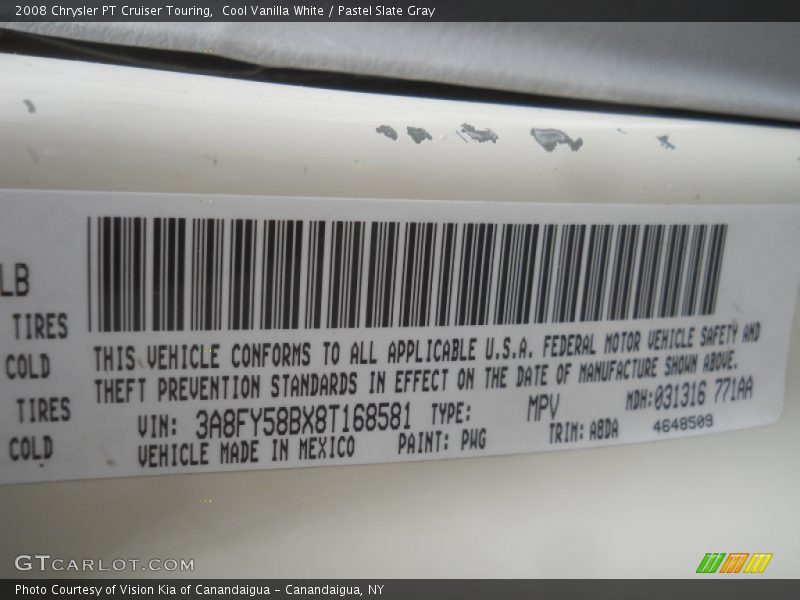 2008 Chrysler PT Cruiser Touring,  Cool Vanilla White / Pastel Slate Gray
LB
TIRES
COLD
TIRES
COLD
THIS VEHICLE CONFORMS TO ALL APPLICABLE U.S.A. FEDERAL MOTOR VEHICLE SAFETY AND
THEFT PREVENTION STANDARDS IN EFFECT ON THE DATE OF MANUFACTURE SHOWN ABOVE.
VIN: 3A8FY58BX8T168581 TYPE: MPV MDH:031316 771AA
VEHICLE MADE IN MEXICO PAINT: PWG TRIM: A8DA 4648509
GTCARLOT.COM
Photo Courtesy of Vision Kia of Canandaigua - Canandaigua, NY